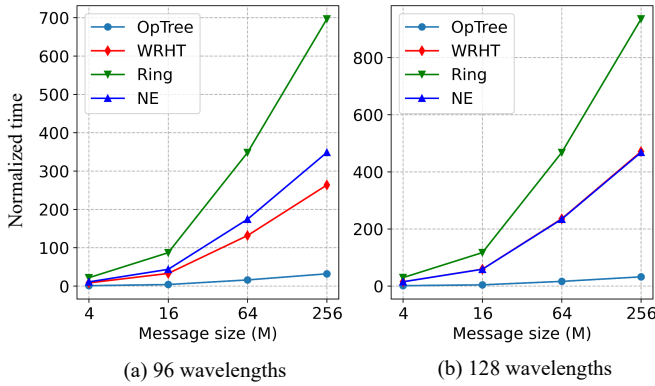 Normalized time
700
600
500
400
300
200
100
0
OpTree
WRHT
Ring
NE
4 16 64 256
Message size (M)
(a) 96 wavelengths
800
600
400
200
0
OpTree
WRHT
Ring
NE
4 16 64 256
Message size (M)
(b) 128 wavelengths